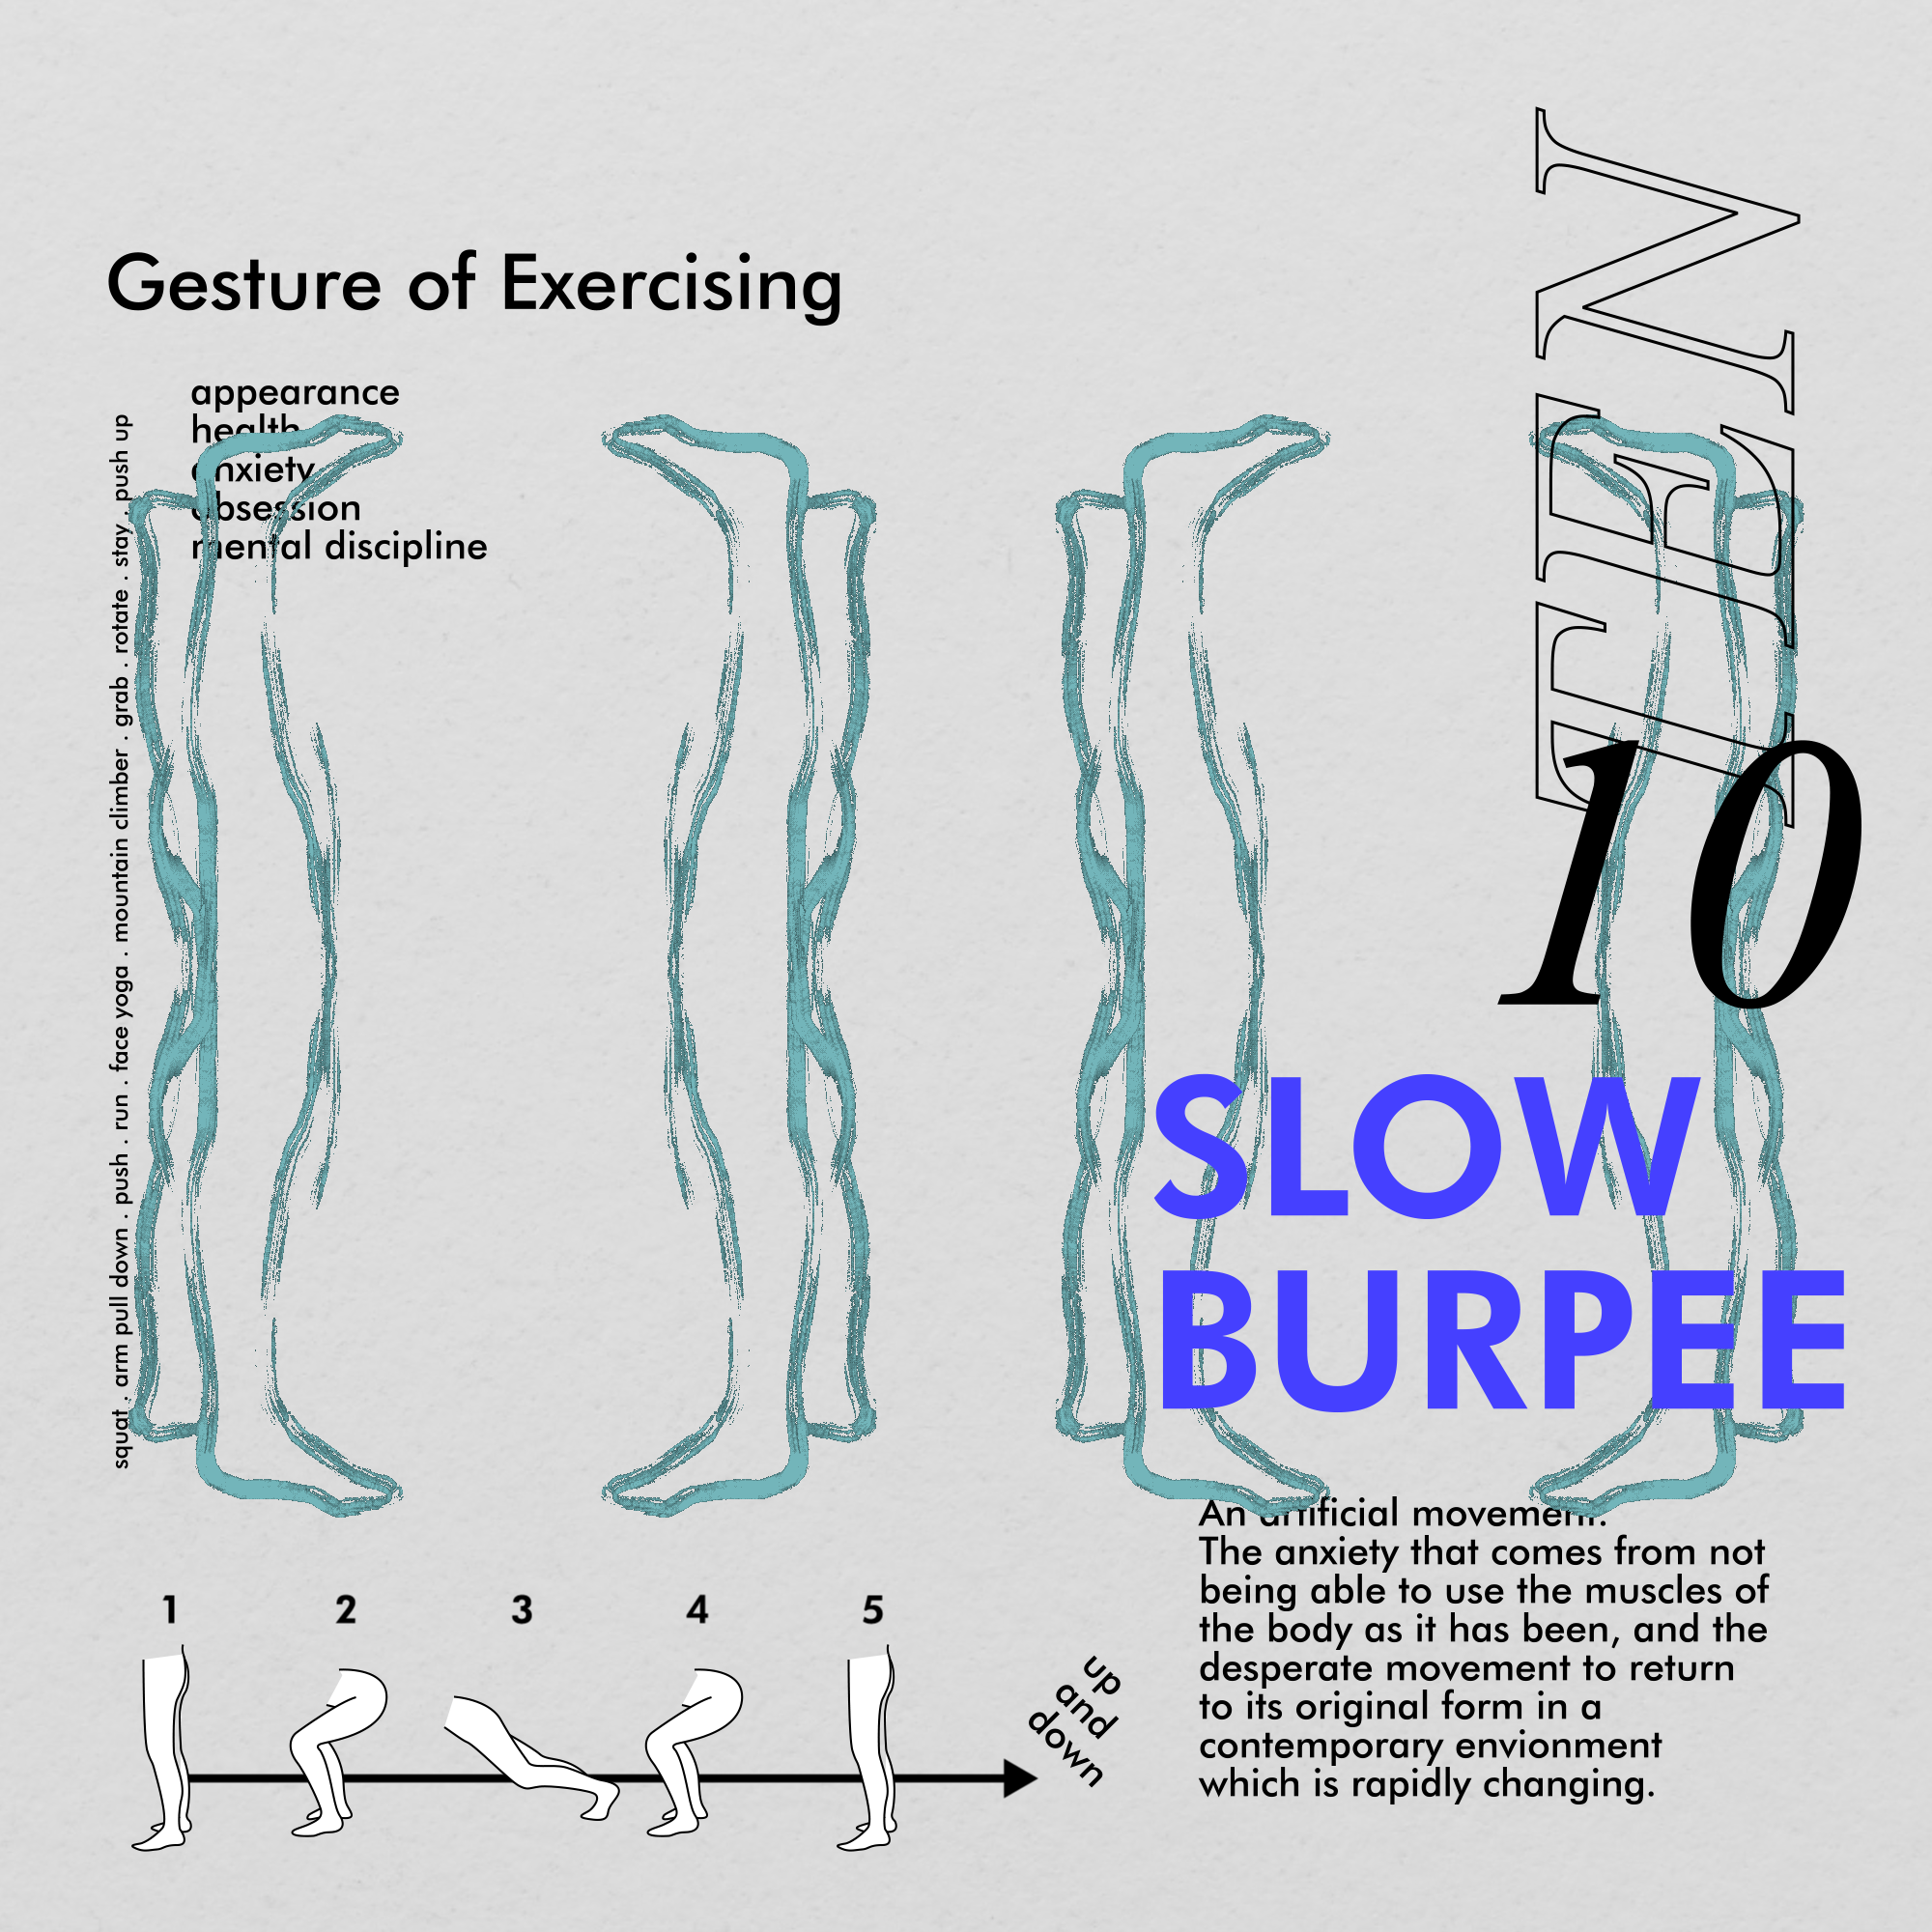 Gesture of Exercising
appearance
health
anxiety
obsession
mental discipline
squat . arm pull down . push . run . face yoga . mountain climber . grab . rotate . stay . push up
TEN
10
SLOW
BURPEE
An artificial movement.
The anxiety that comes from not
being able to use the muscles of
the body as it has been, and the
desperate movement to return
to its original form in a
contemporary envionment
which is rapidly changing.
1 2 3 4 5
up
and
down